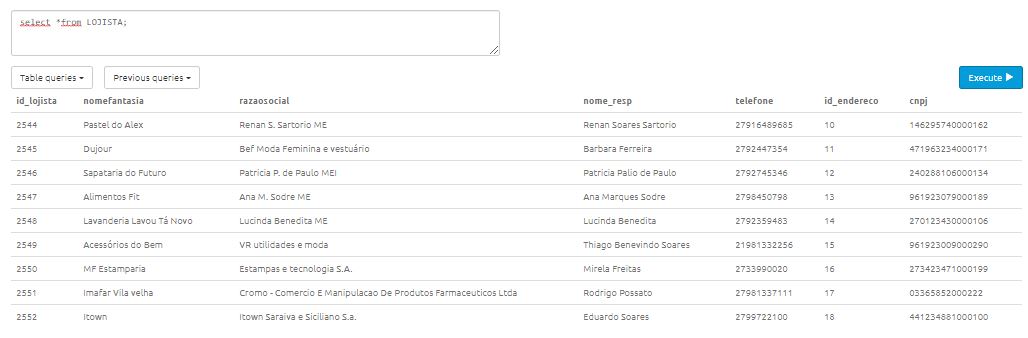 select *from LOJISTA;
Table queries Previous queries Execute
id_lojista nomefantasia razaosocial nome_resp telefone id_endereco cnpj
2544 Pastel do Alex Renan S. Sartorio ME Renan Soares Sartorio 27916489685 10 146295740000162
2545 Dujour Bef Moda Feminina e vestuário Barbara Ferreira 2792447354 11 471963234000171
2546 Sapataria do Futuro Patricia P. de Paulo MEI Patricia Palio de Paulo 2792745346 12 240288106000134
2547 Alimentos Fit Ana M. Sodre ME Ana Marques Sodre 2798450798 13 961923079000189
2548 Lavanderia Lavou Tá Novo Lucinda Benedita ME Lucinda Benedita 2792359483 14 270123430000106
2549 Acessórios do Bem VR utilidades e moda Thiago Benevindo Soares 21981332256 15 961923009000290
2550 MF Estamparia Estampas e tecnologia S.A. Mirela Freitas 2733990020 16 273423471000199
2551 Imafar Vila velha Cromo - Comercio E Manipulacao De Produtos Farmaceuticos Ltda Rodrigo Possato 27981337111 17 03365852000222
2552 Itown Itown Saraiva e Siciliano S.a. Eduardo Soares 2799722100 18 441234881000100